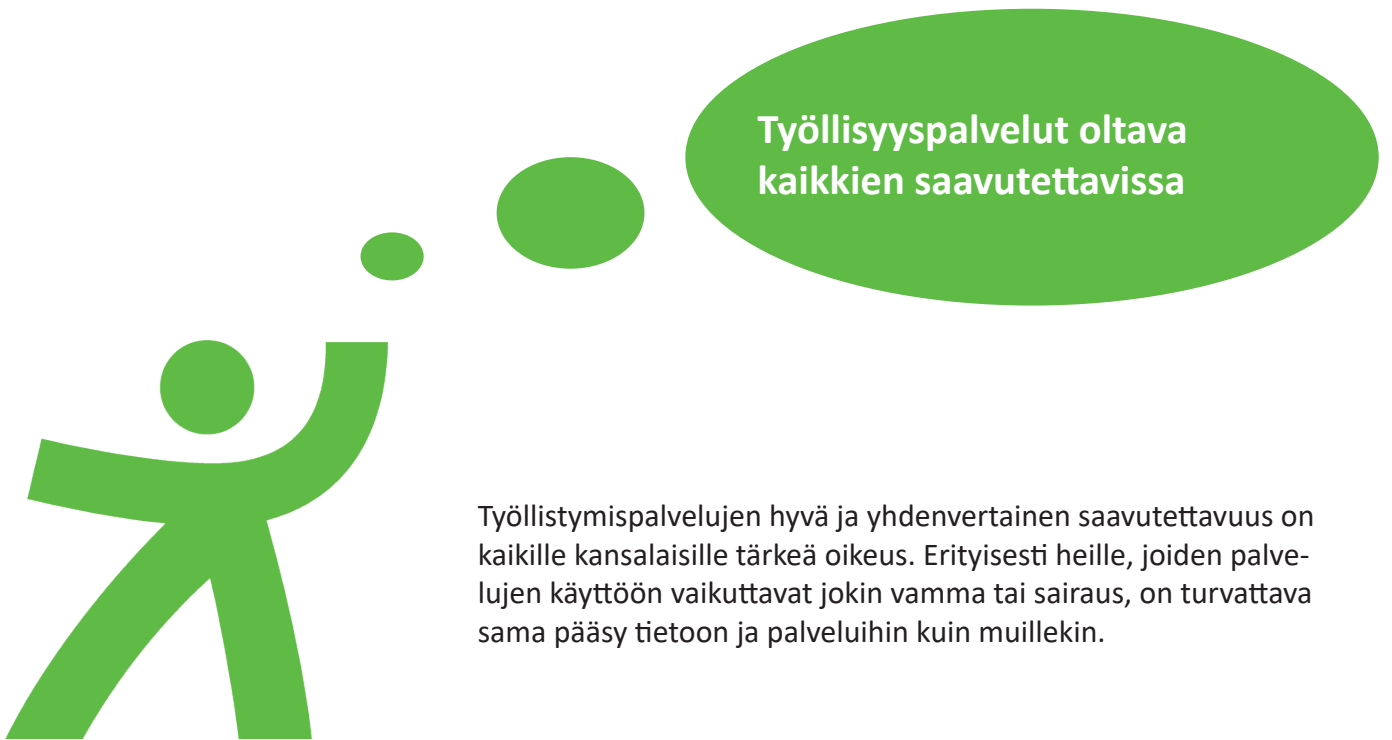 Työllisyyspalvelut oltava
kaikkien saavutettavissa
Työllistymispalvelujen hyvä ja yhdenvertainen saavutettavuus on
kaikille kansalaisille tärkeä oikeus. Erityisesti heille, joiden palve-
lujen käyttöön vaikuttavat jokin vamma tai sairaus, on turvattava
sama pääsy tietoon ja palveluihin kuin muillekin.